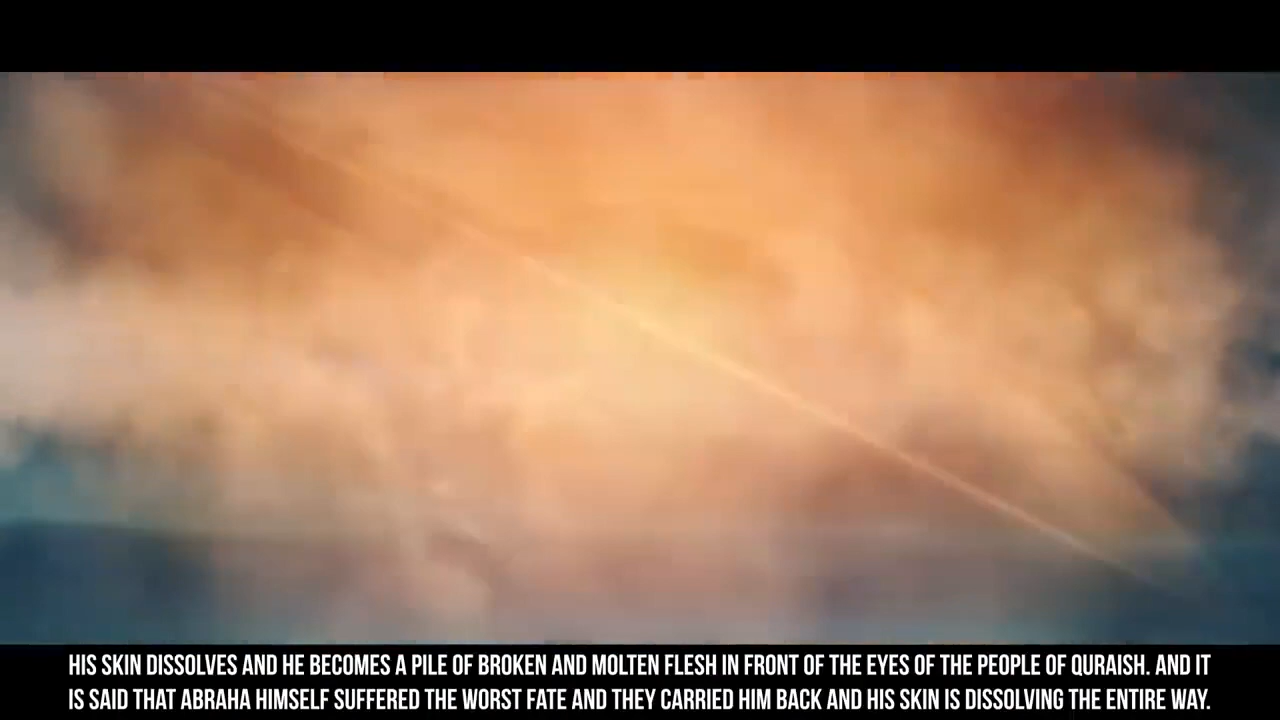 HIS SKIN DISSOLVES AND HE BECOMES A PILE OF BROKEN AND MOLTEN FLESH IN FRONT OF THE EYES OF THE PEOPLE OF QURAISH. AND IT
IS SAID THAT ABRAHA HIMSELF SUFFERED THE WORST FATE AND THEY CARRIED HIM BACK AND HIS SKIN IS DISSOLVING THE ENTIRE WAY.